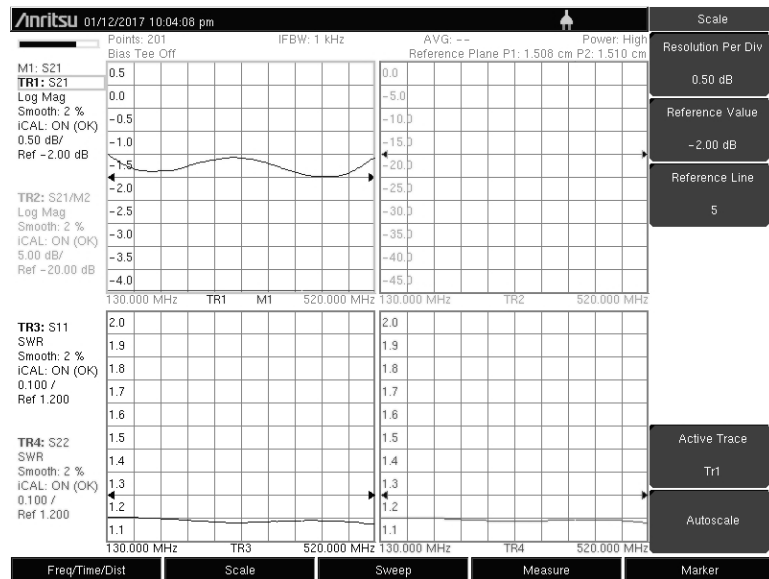 Anritsu 01/12/2017 10:04:08 pm
Scale
Points: 201 IFBW: 1 kHz AVG: -- Power: High
Bias Tee Off Reference Plane P1: 1.508 cm P2: 1.510 cm
M1: S21
TR1: S21
Log Mag
Smooth: 2 %
iCAL: ON (OK)
0.50 dB/
Ref -2.00 dB
TR2: S21/M2
Log Mag
Smooth: 2 %
iCAL: ON (OK)
5.00 dB/
Ref -20.00 dB
0.5
0.0
-0.5
-1.0
-1.5
-2.0
-2.5
-3.0
-3.5
-4.0
130.000 MHz TR1 M1 520.000 MHz
0.0
-5.0
-10.0
-15.0
-20.0
-25.0
-30.0
-35.0
-40.0
-45.0
130.000 MHz TR2 520.000 MHz
TR3: S11
SWR
Smooth: 2 %
iCAL: ON (OK)
0.100 /
Ref 1.200
TR4: S22
SWR
Smooth: 2 %
iCAL: ON (OK)
0.100 /
Ref 1.200
2.0
1.9
1.8
1.7
1.6
1.5
1.4
1.3
1.2
1.1
130.000 MHz TR3 520.000 MHz
2.0
1.9
1.8
1.7
1.6
1.5
1.4
1.3
1.2
1.1
130.000 MHz TR4 520.000 MHz
Resolution Per Div
0.50 dB
Reference Value
-2.00 dB
Reference Line
5
Active Trace
Tr1
Autoscale
Freq/Time/Dist Scale Sweep Measure Marker